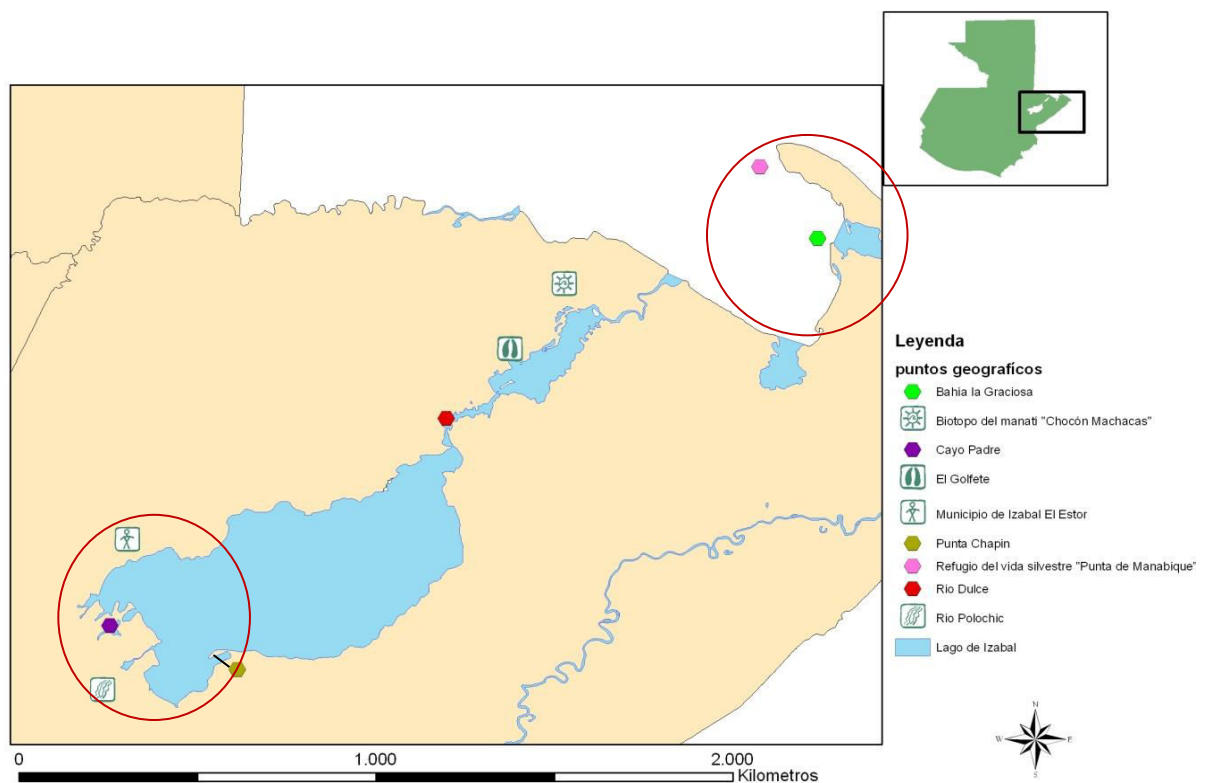 Leyenda
puntos geografícos
Bahia la Graciosa
Biotopo del manati "Chocón Machacas"
Cayo Padre
El Golfete
Municipio de Izabal El Estor
Punta Chapin
Refugio del vida silvestre "Punta de Manabique"
Rio Dulce
Rio Polochic
Lago de Izabal
N
W E
S
0 1.000 2.000
Kilometros